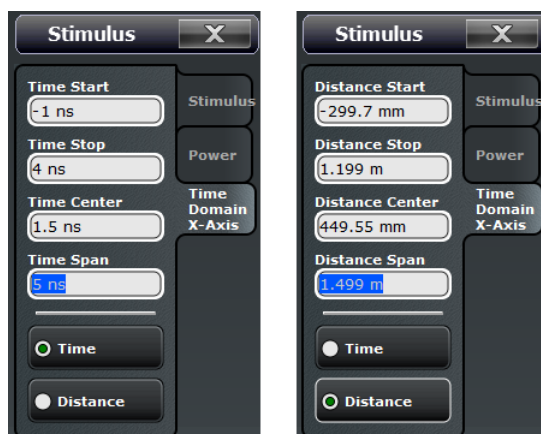 Stimulus X
Time Start
-1 ns
Time Stop
4 ns
Time Center
1.5 ns
Time Span
5 ns
Time
Distance
Stimulus
Power
Time
Domain
X-Axis
Stimulus X
Distance Start
-299.7 mm
Distance Stop
1.199 m
Distance Center
449.55 mm
Distance Span
1.499 m
Time
Distance
Stimulus
Power
Time
Domain
X-Axis